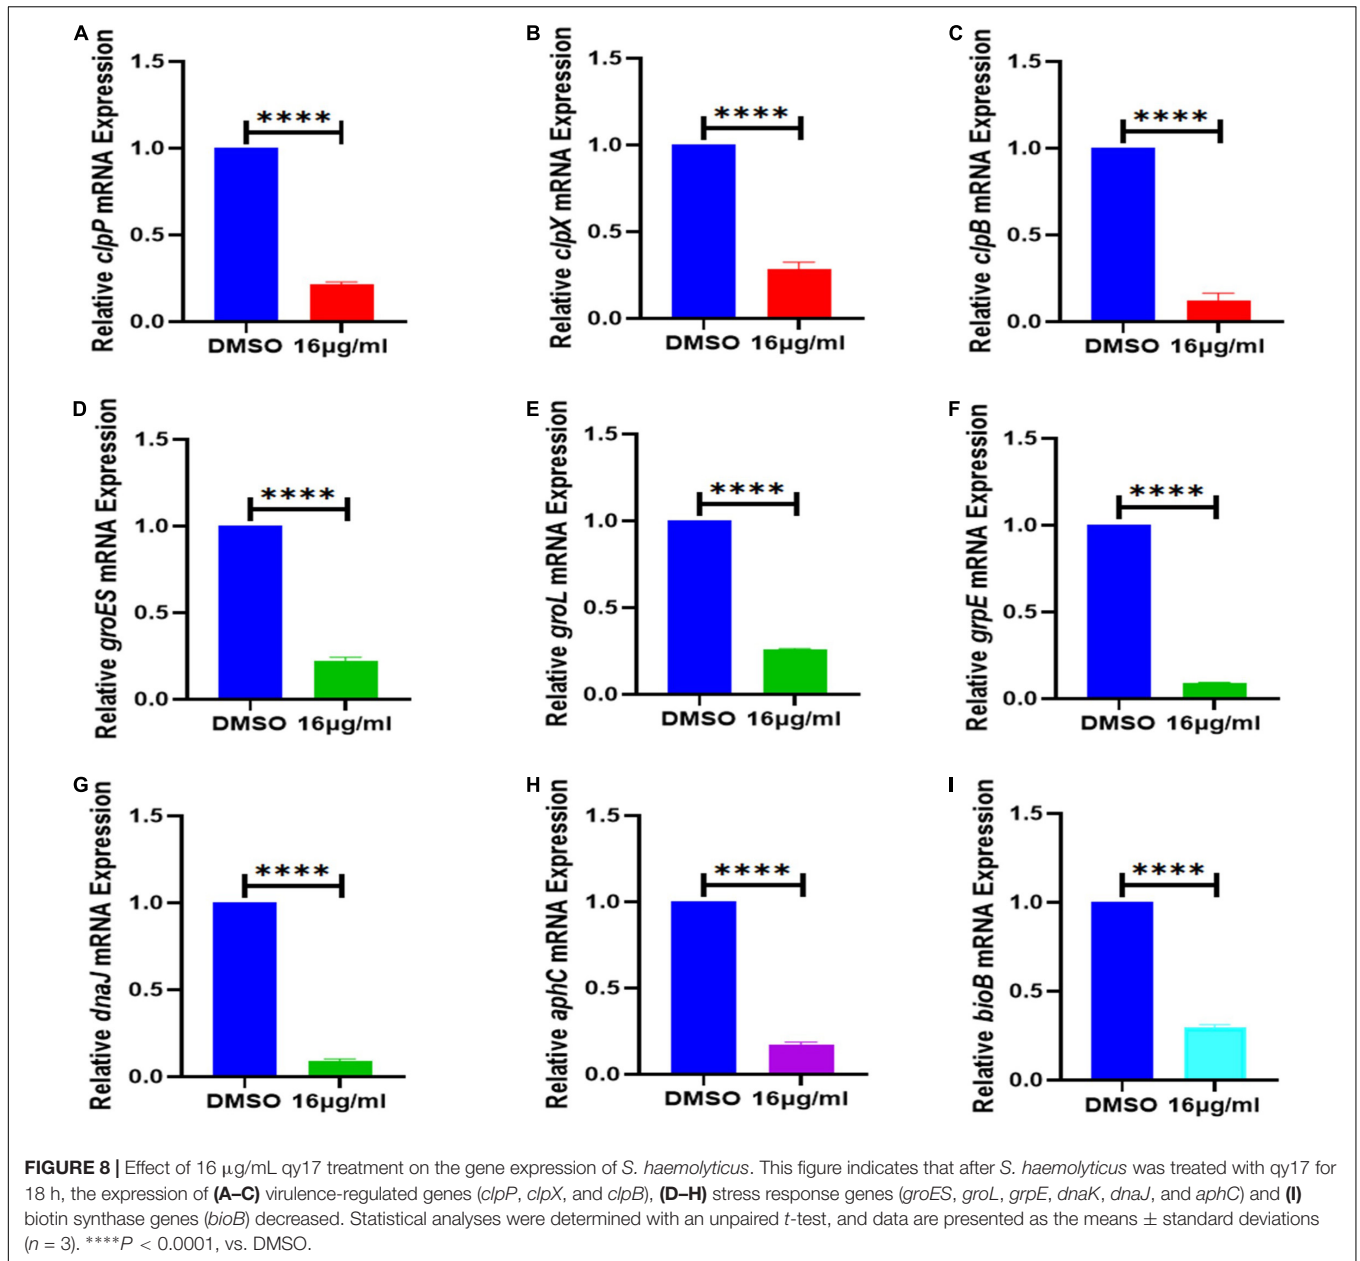 A
Relative clpP mRNA Expression
1.5
1.0
0.5
0.0
****
DMSO 16µg/ml
B
Relative clpX mRNA Expression
1.5
1.0
0.5
0.0
****
DMSO 16µg/ml
C
Relative clpB mRNA Expression
1.5
1.0
0.5
0.0
****
DMSO 16µg/ml
D
Relative groES mRNA Expression
1.5
1.0
0.5
0.0
****
DMSO 16µg/ml
E
Relative groL mRNA Expression
1.5
1.0
0.5
0.0
****
DMSO 16µg/ml
F
Relative grpE mRNA Expression
1.5
1.0
0.5
0.0
****
DMSO 16µg/ml
G
Relative dnaJ mRNA Expression
1.5
1.0
0.5
0.0
****
DMSO 16µg/ml
H
Relative aphC mRNA Expression
1.5
1.0
0.5
0.0
****
DMSO 16µg/ml
I
Relative bioB mRNA Expression
1.5
1.0
0.5
0.0
****
DMSO 16µg/ml
FIGURE 8 | Effect of 16 µg/mL qy17 treatment on the gene expression of S. haemolyticus. This figure indicates that after S. haemolyticus was treated with qy17 for
18 h, the expression of (A–C) virulence-regulated genes (clpP, clpX, and clpB), (D–H) stress response genes (groES, groL, grpE, dnaK, dnaJ, and aphC) and (I)
biotin synthase genes (bioB) decreased. Statistical analyses were determined with an unpaired t-test, and data are presented as the means ± standard deviations
(n = 3). ****P < 0.0001, vs. DMSO.